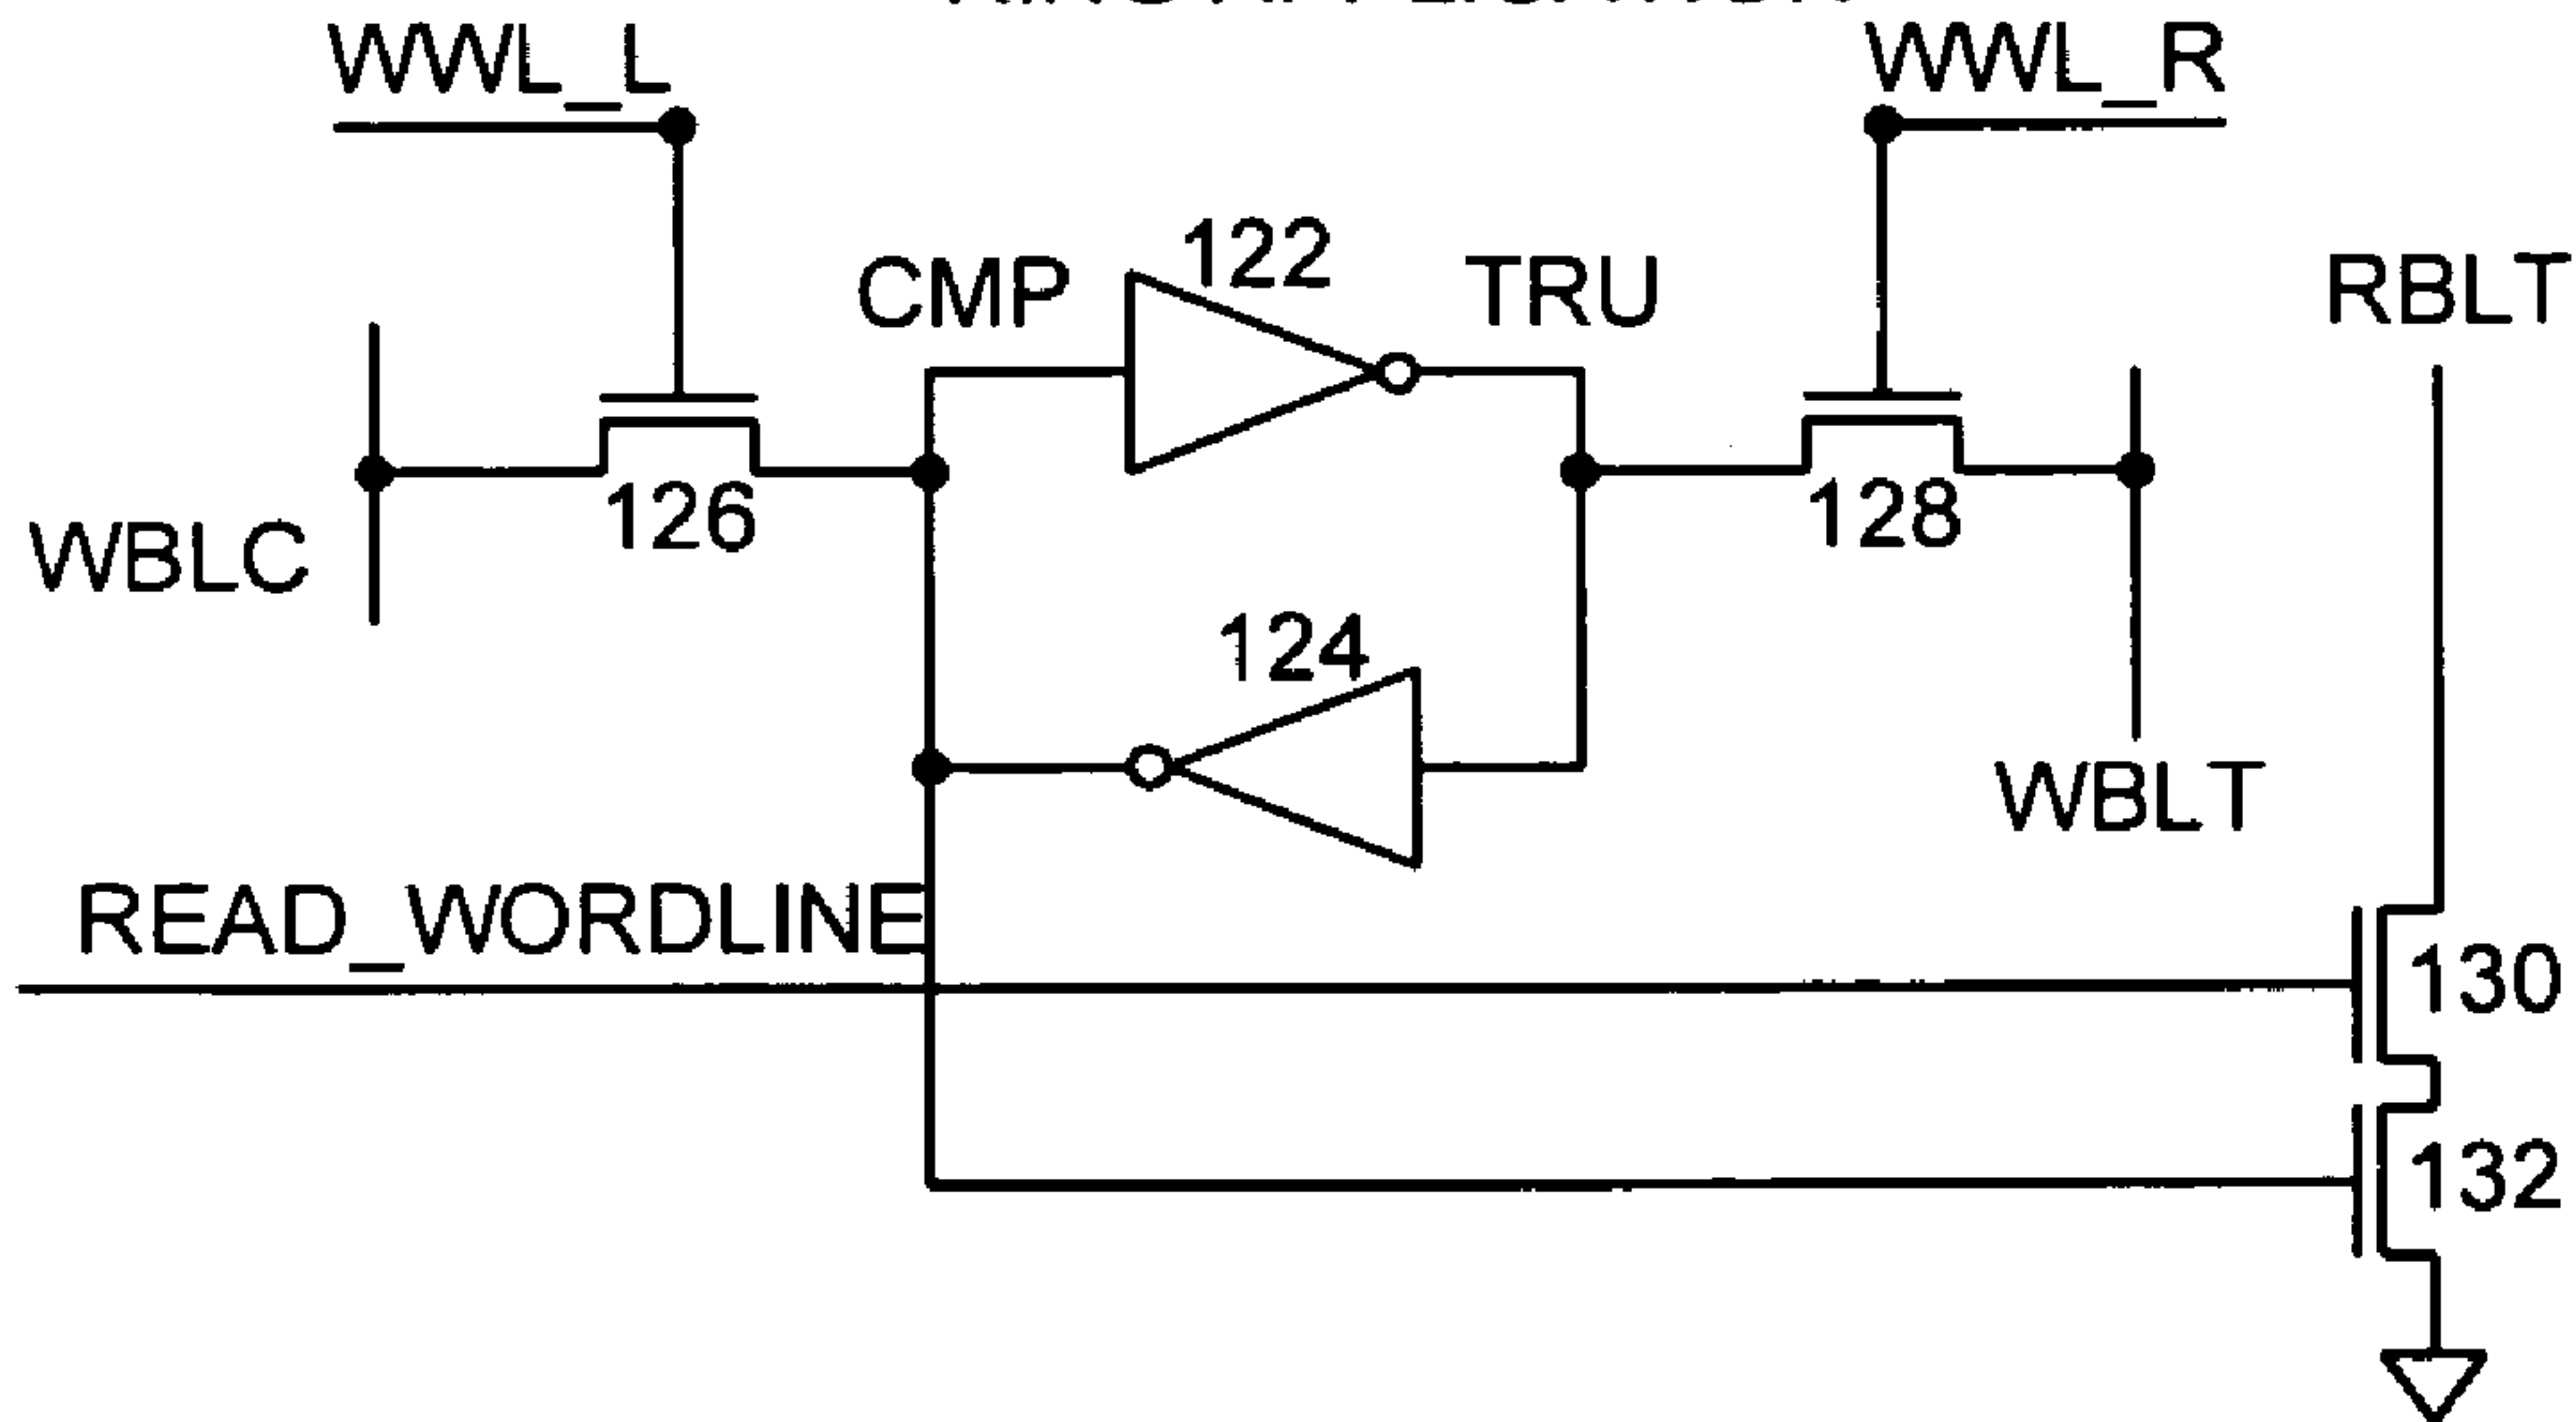 WWL_L
WWL_R
122
CMP
TRU
RBLT
126
128
WBLC
124
WBLT
READ_WORDLINE
130
132